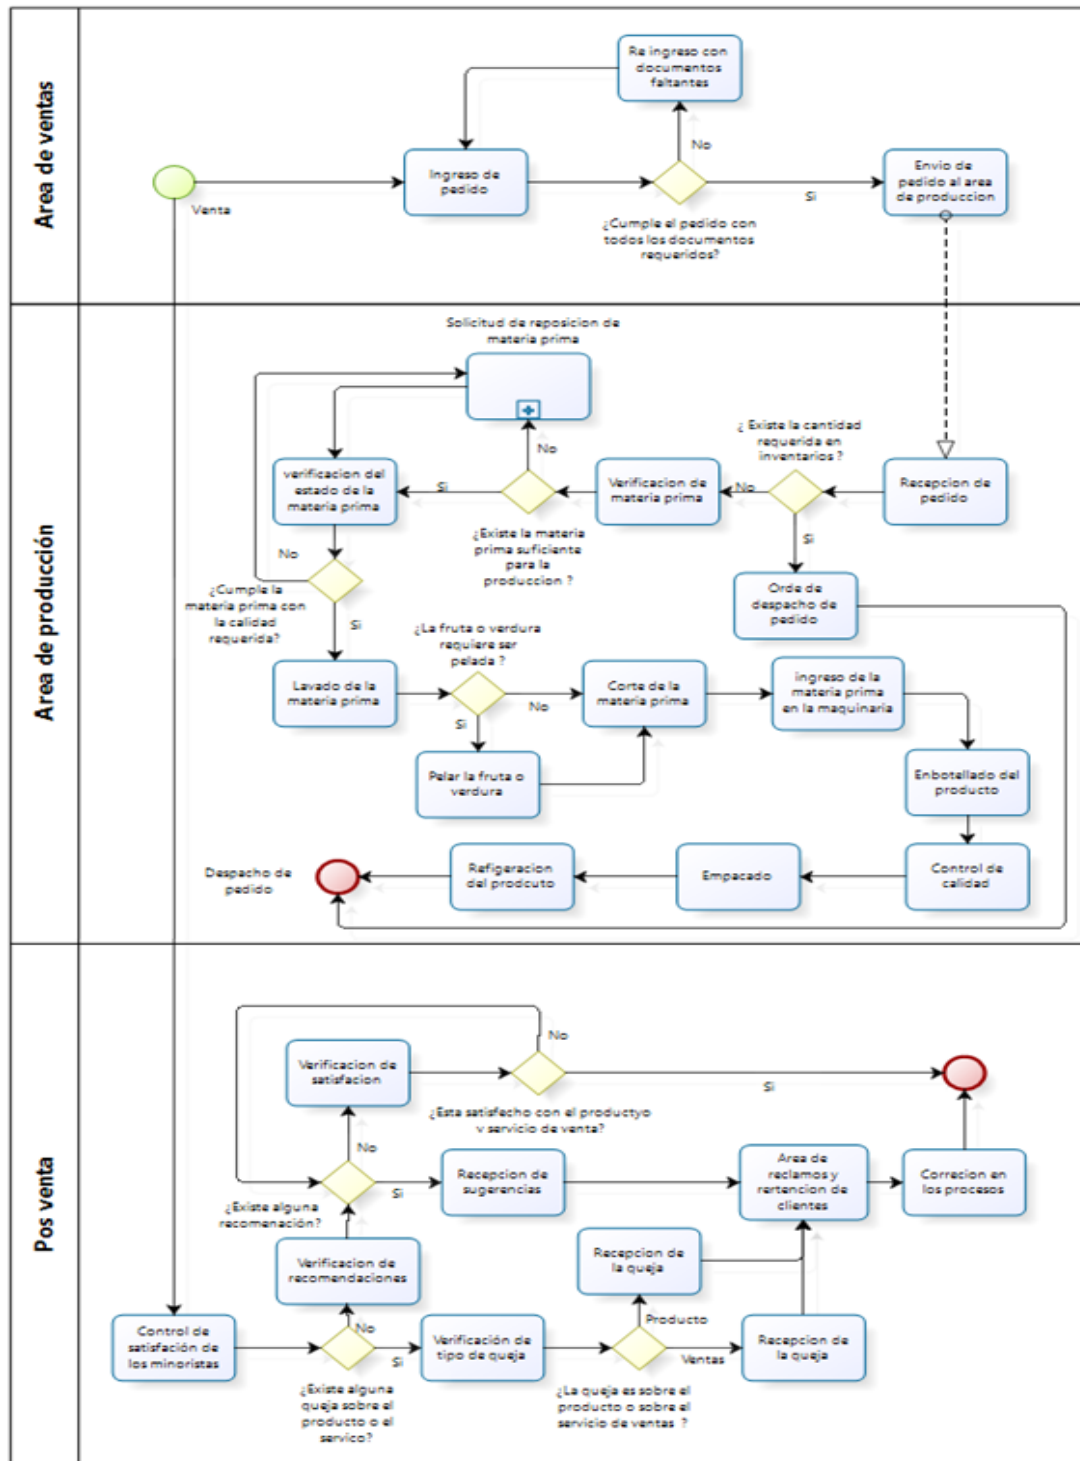 Area de ventas
Re ingreso con
documentos
faltantes
No
Ingreso de
pedido
Envio de
pedido al area
de produccion
Venta
Si
¿Cumple el pedido con
todos los documentos
requeridos?
Area de producción
Solicitud de reposicion de
materia prima
¿ Existe la cantidad
requerida en
inventarios ?
No
verificacion del
estado de la
materia prima
Si
Verificacion de
materia prima
No
Recepcion de
pedido
¿Existe la materia
prima suficiente
para la
produccion ?
Si
No
¿Cumple la
materia prima con
la calidad
requerida?
Si
Orde de
despacho de
pedido
¿La fruta o verdura
requiere ser
pelada ?
Lavado de la
materia prima
No
Si
Corte de la
materia prima
ingreso de la
materia prima
en la maquinaria
Pelar la fruta o
verdura
Enbotellado del
producto
Despacho de
pedido
Refigeracion
del prodcuto
Empacado
Control de
calidad
Pos venta
No
Verificacion de
satisfacion
Si
¿Esta satisfecho con el productyo
y servicio de venta?
No
Si
Recepcion de
sugerencias
Area de
reclamos y
rertencion de
clientes
Correcion en
los procesos
¿Existe alguna
recomenación?
Verificacion de
recomendaciones
Recepcion de
la queja
Producto
No
Control de
satisfacción de
los minoristas
Si
Verificación de
tipo de queja
Ventas
Recepcion de
la queja
¿Existe alguna
queja sobre el
producto o el
servico?
¿La queja es sobre el
producto o sobre el
servicio de ventas ?